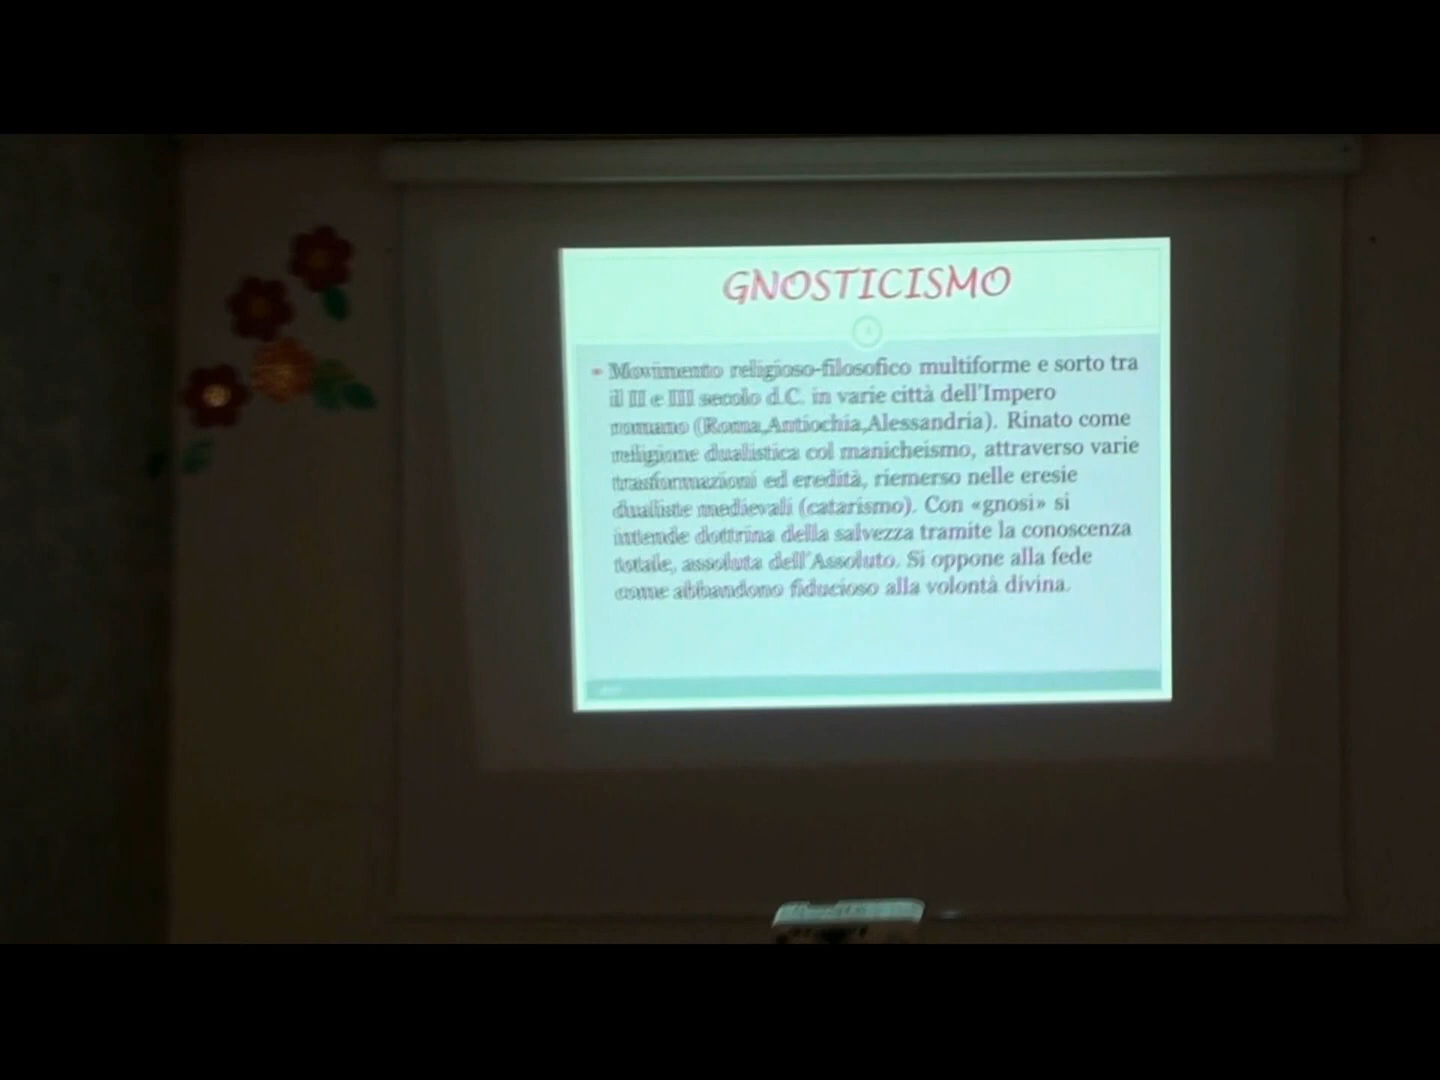 GNOSTICISMO
Movimento religioso-filosofico multiforme e sorto tra
il II e III secolo d.C. in varie città dell'Impero
romano (Roma,Antiochia,Alessandria). Rinato come
religione dualistica col manicheismo, attraverso varie
trasformazioni ed eredità, riemerso nelle eresie
dualiste medievali (catarismo). Con «gnosi» si
intende dottrina della salvezza tramite la conoscenza
totale, assoluta dell'Assoluto. Si oppone alla fede
come abbandono fiducioso alla volontà divina.